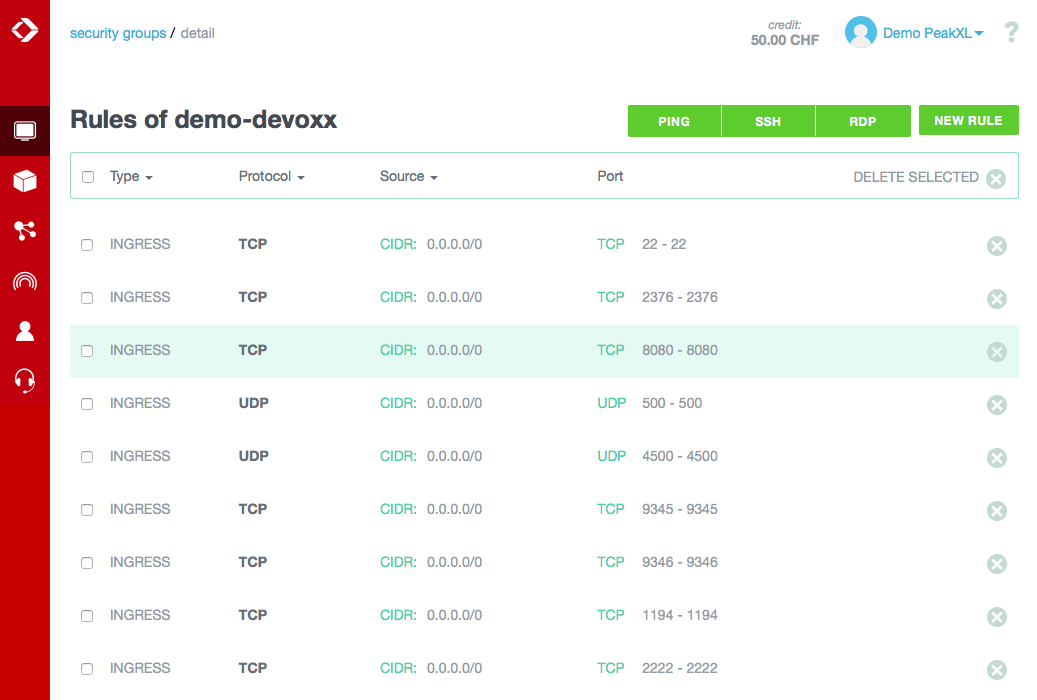 security groups / detail
credit:
50.00 CHF
Demo PeakXL
?
Rules of demo-devoxx
PING SSH RDP NEW RULE
Type Protocol Source Port DELETE SELECTED
INGRESS TCP CIDR: 0.0.0.0/0 TCP 22 - 22
INGRESS TCP CIDR: 0.0.0.0/0 TCP 2376 - 2376
INGRESS TCP CIDR: 0.0.0.0/0 TCP 8080 - 8080
INGRESS UDP CIDR: 0.0.0.0/0 UDP 500 - 500
INGRESS UDP CIDR: 0.0.0.0/0 UDP 4500 - 4500
INGRESS TCP CIDR: 0.0.0.0/0 TCP 9345 - 9345
INGRESS TCP CIDR: 0.0.0.0/0 TCP 9346 - 9346
INGRESS TCP CIDR: 0.0.0.0/0 TCP 1194 - 1194
INGRESS TCP CIDR: 0.0.0.0/0 TCP 2222 - 2222